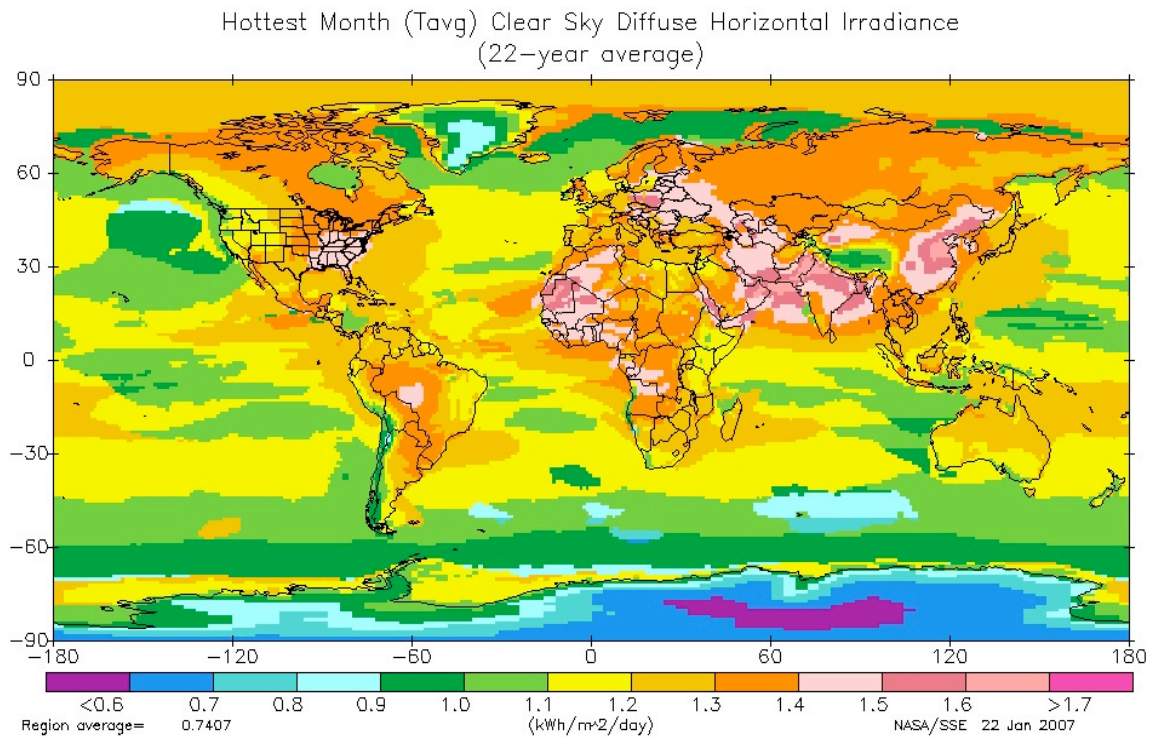 Hottest Month (Tavg) Clear Sky Diffuse Horizontal Irradiance
(22-year average)
90
60
30
0
-30
-60
-90
-180 -120 -60 0 60 120 180
<0.6 0.7 0.8 0.9 1.0 1.1 1.2 1.3 1.4 1.5 1.6 >1.7
Region average= 0.7407 (kWh/m^2/day) NASA/SSE 22 Jan 2007